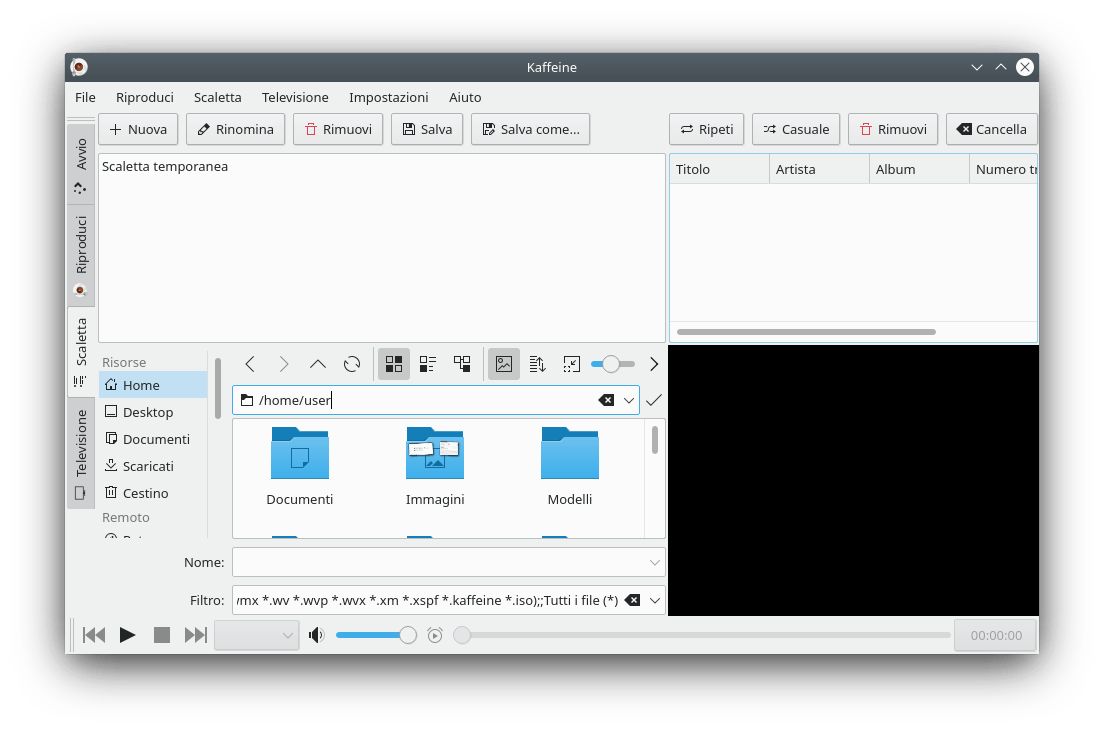 Kaffeine
File Riproduci Scaletta Televisione Impostazioni Aiuto
Nuova Rinomina Rimuovi Salva Salva come... Ripeti Casuale Rimuovi Cancella
Avvio
Riproduci
Scaletta
Televisione
Scaletta temporanea
Titolo Artista Album Numero
Risorse
Home
Desktop
Documenti
Scaricati
Cestino
Remoto
/home/user
Documenti Immagini Modelli
Nome:
Filtro: *.wv *.wvp *.wvx *.xm *.xspf *.kaffeine *.iso);;Tutti i file (*)
00:00:00